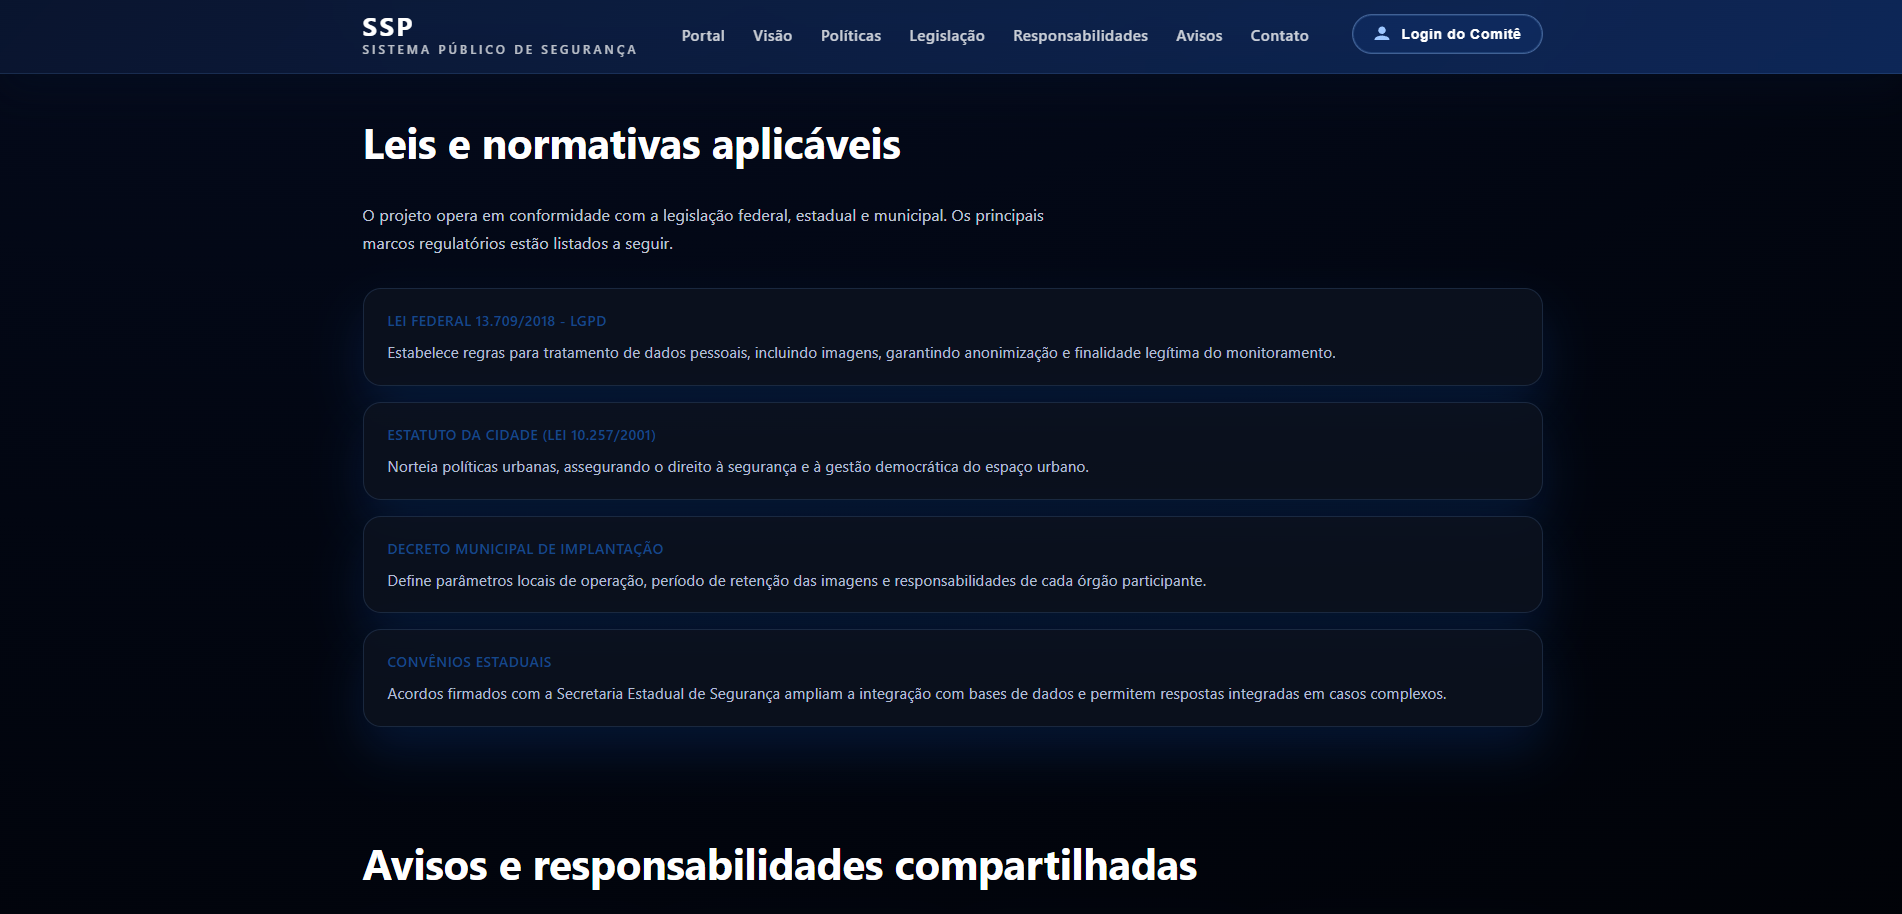 SSP
SISTEMA PÚBLICO DE SEGURANÇA
Portal
Visão
Políticas
Legislação
Responsabilidades
Avisos
Contato
Login do Comitê
Leis e normativas aplicáveis
O projeto opera em conformidade com a legislação federal, estadual e municipal. Os principais
marcos regulatórios estão listados a seguir.
LEI FEDERAL 13.709/2018 - LGPD
Estabelece regras para tratamento de dados pessoais, incluindo imagens, garantindo anonimização e finalidade legítima do monitoramento.
ESTATUTO DA CIDADE (LEI 10.257/2001)
Norteia políticas urbanas, assegurando o direito à segurança e à gestão democrática do espaço urbano.
DECRETO MUNICIPAL DE IMPLANTAÇÃO
Define parâmetros locais de operação, período de retenção das imagens e responsabilidades de cada órgão participante.
CONVÊNIOS ESTADUAIS
Acordos firmados com a Secretaria Estadual de Segurança ampliam a integração com bases de dados e permitem respostas integradas em casos complexos.
Avisos e responsabilidades compartilhadas